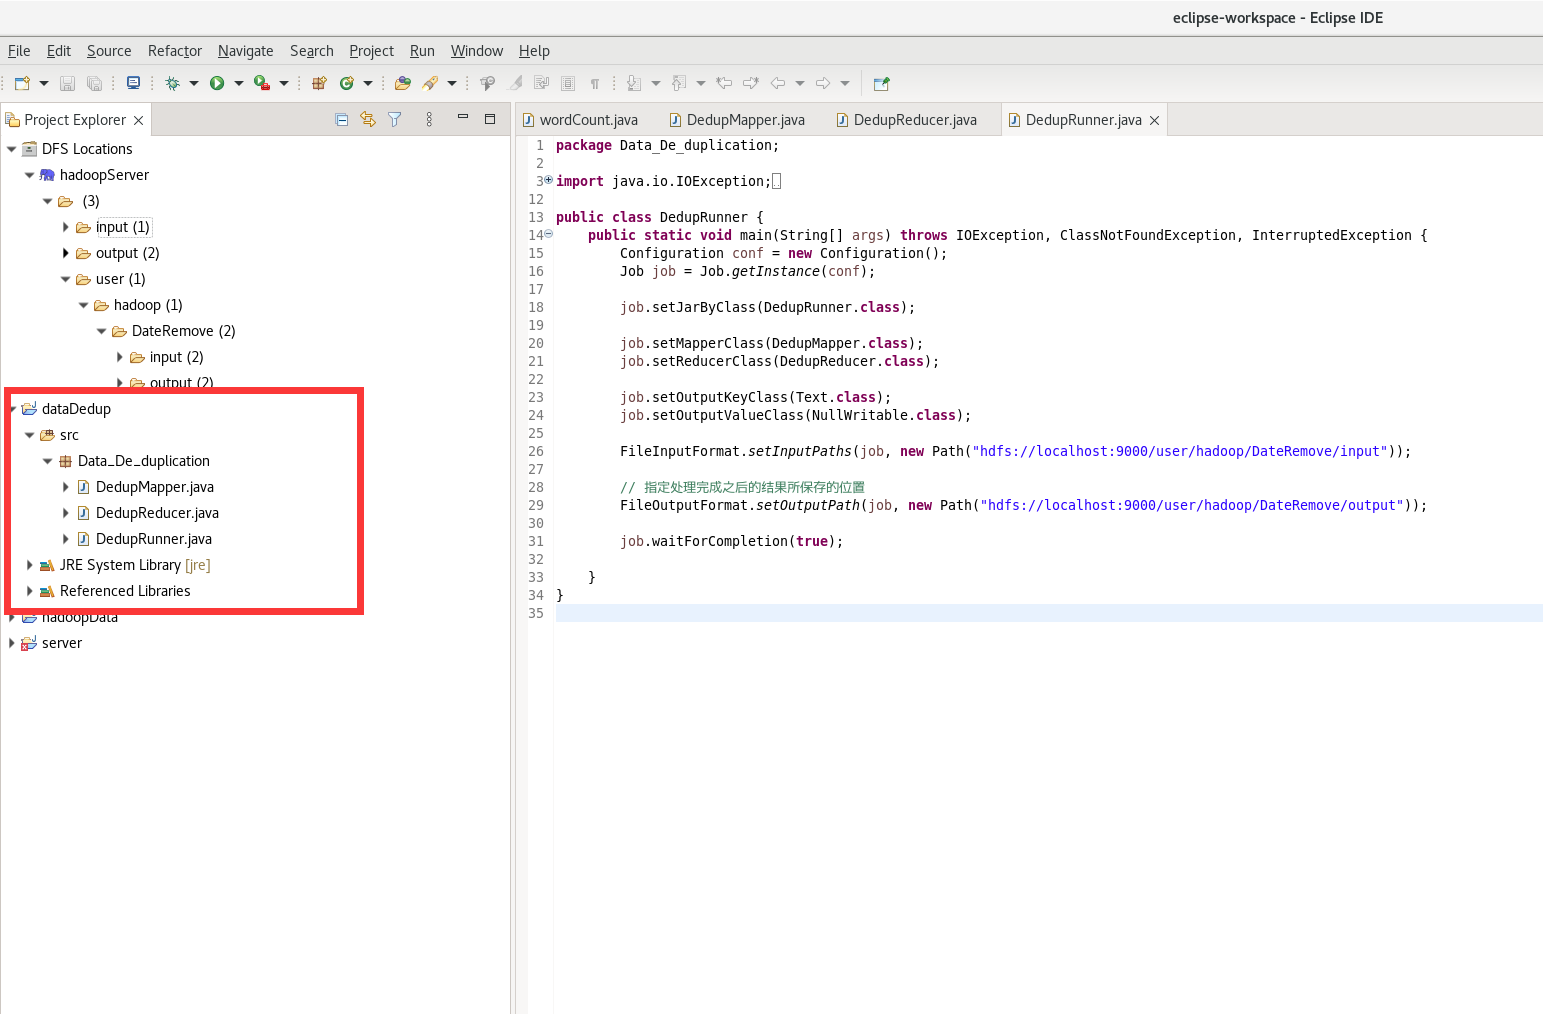 eclipse-workspace - Eclipse IDE
File Edit Source Refactor Navigate Search Project Run Window Help
Project Explorer
DFS Locations
hadoopServer
(3)
input (1)
output (2)
user (1)
hadoop (1)
DateRemove (2)
input (2)
output (2)
dataDedup
src
Data_De_duplication
DedupMapper.java
DedupReducer.java
DedupRunner.java
JRE System Library [jre]
Referenced Libraries
hadoopData
server
wordCount.java DedupMapper.java DedupReducer.java DedupRunner.java
1 package Data_De_duplication;
2
3 import java.io.IOException;
12
13 public class DedupRunner {
14 public static void main(String[] args) throws IOException, ClassNotFoundException, InterruptedException {
15 Configuration conf = new Configuration();
16 Job job = Job.getInstance(conf);
17
18 job.setJarByClass(DedupRunner.class);
19
20 job.setMapperClass(DedupMapper.class);
21 job.setReducerClass(DedupReducer.class);
22
23 job.setOutputKeyClass(Text.class);
24 job.setOutputValueClass(NullWritable.class);
25
26 FileInputFormat.setInputPaths(job, new Path("hdfs://localhost:9000/user/hadoop/DateRemove/input"));
27
28 // 指定处理完成之后的结果所保存的位置
29 FileOutputFormat.setOutputPath(job, new Path("hdfs://localhost:9000/user/hadoop/DateRemove/output"));
30
31 job.waitForCompletion(true);
32
33 }
34 }
35